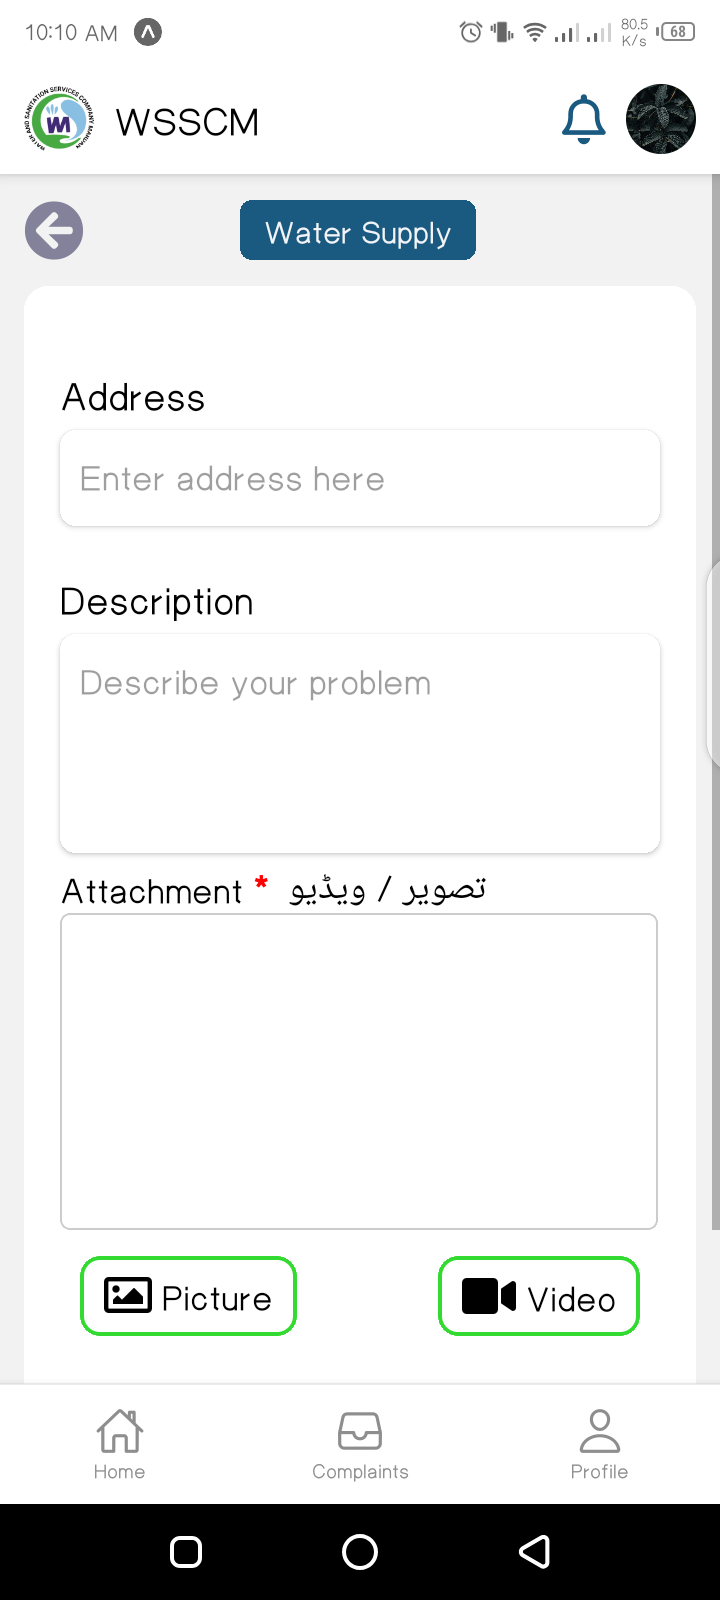 10:10 AM
80.5
K/s
68
WATER AND SANITATION SERVICES COMPANY MARDAN
WM
WSSCM
Water Supply
Address
Enter address here
Description
Describe your problem
Attachment * تصویر / ویڈیو
Picture
Video
Home
Complaints
Profile